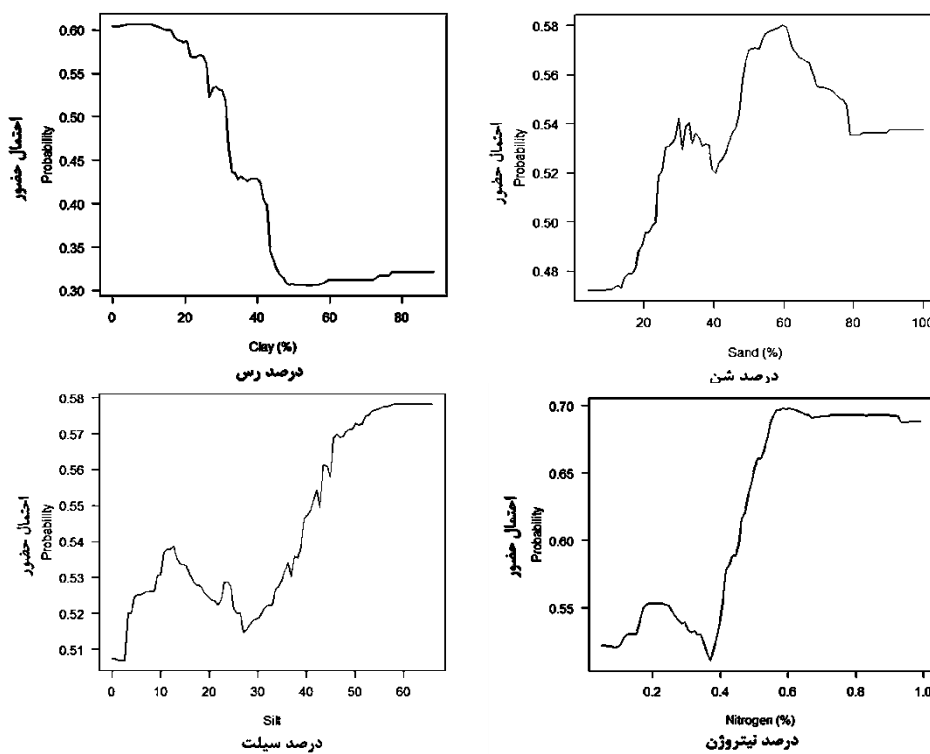 0.60
0.55
0.50
0.45
0.40
0.35
0.30
احتمال حضور
Probability
0
20
40
60
80
Clay (%)
درصد رس
0.58
0.56
0.54
0.52
0.50
0.48
احتمال حضور
Probability
20
40
60
80
100
Sand (%)
درصد شن
0.58
0.57
0.56
0.55
0.54
0.53
0.52
0.51
احتمال حضور
Probability
0
10
20
30
40
50
60
Silt
درصد سیلت
0.70
0.65
0.60
0.55
احتمال حضور
Probability
0.2
0.4
0.6
0.8
1.0
Nitrogen (%)
درصد نیتروژن